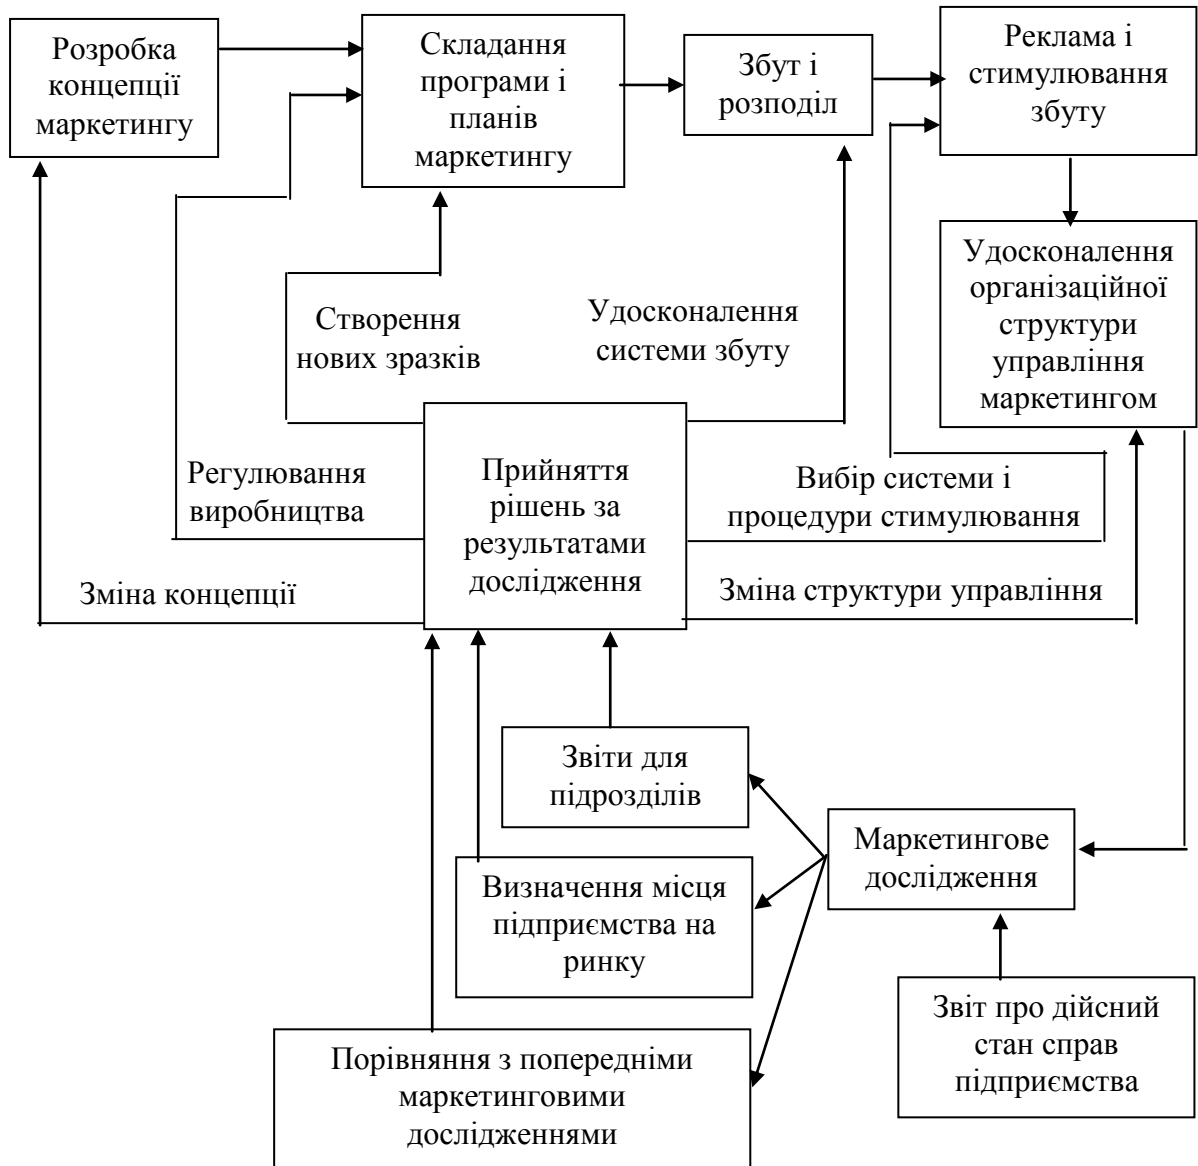 Розробка
концепції
маркетингу
Складання
програми і
планів
маркетингу
Збут і
розподіл
Реклама і
стимулювання
збуту
Удосконалення
організаційної
структури
управління
маркетингом
Створення
нових зразків
Удосконалення
системи збуту
Регулювання
виробництва
Прийняття
рішень за
результатами
дослідження
Вибір системи і
процедури стимулювання
Зміна концепції
Зміна структури управління
Звіти для
підрозділів
Маркетингове
дослідження
Визначення місця
підприємства на
ринку
Звіт про дійсний
стан справ
підприємства
Порівняння з попередніми
маркетинговими
дослідженнями